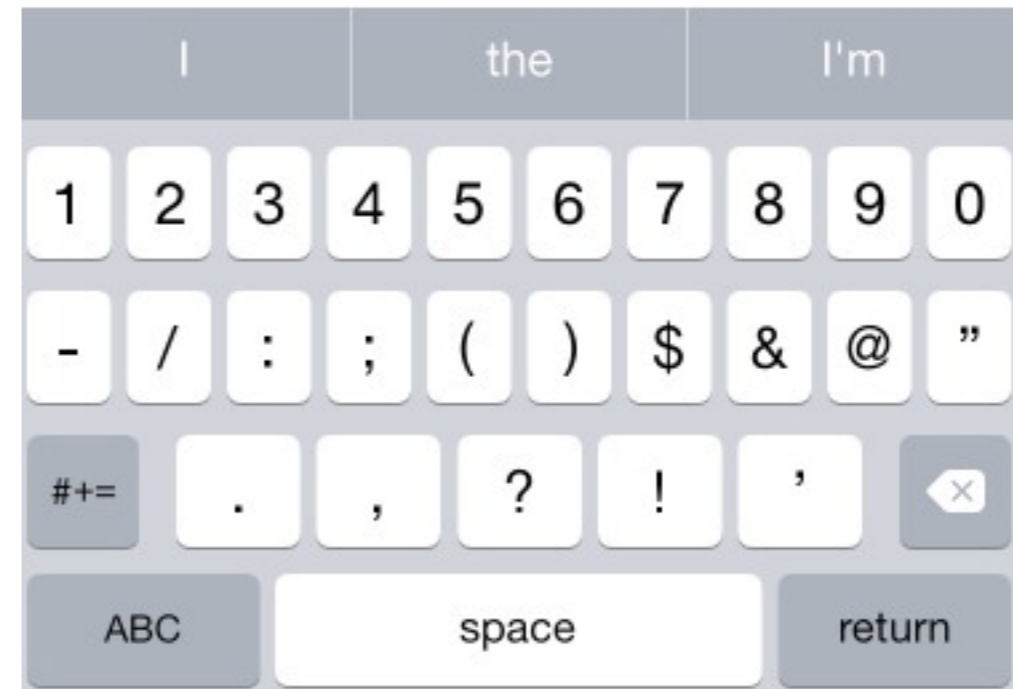 I the I'm
1 2 3 4 5 6 7 8 9 0
- / : ; ( ) $ & @ ”
#+= . , ? ! ’
ABC space return